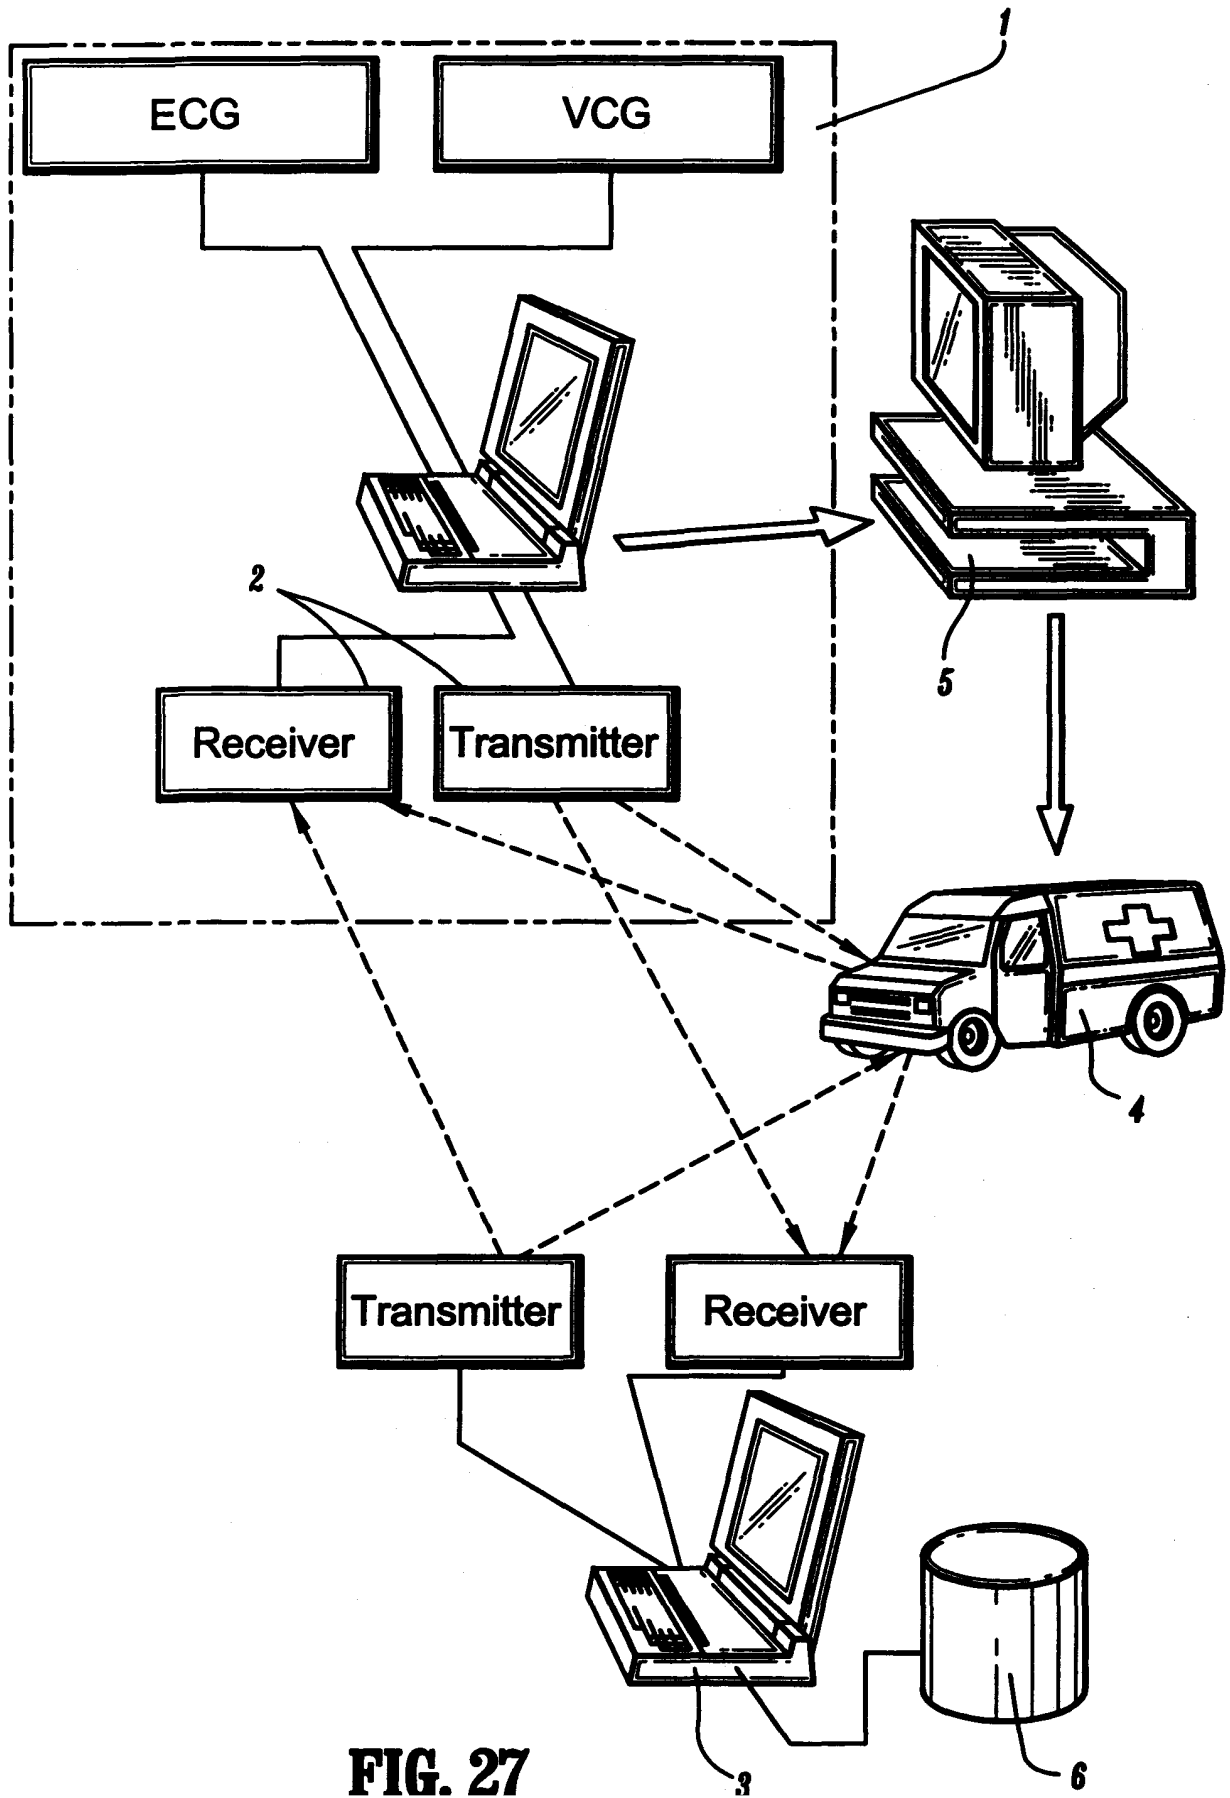 1
ECG
VCG
2
5
Receiver
Transmitter
4
Transmitter
Receiver
3
6
FIG. 27